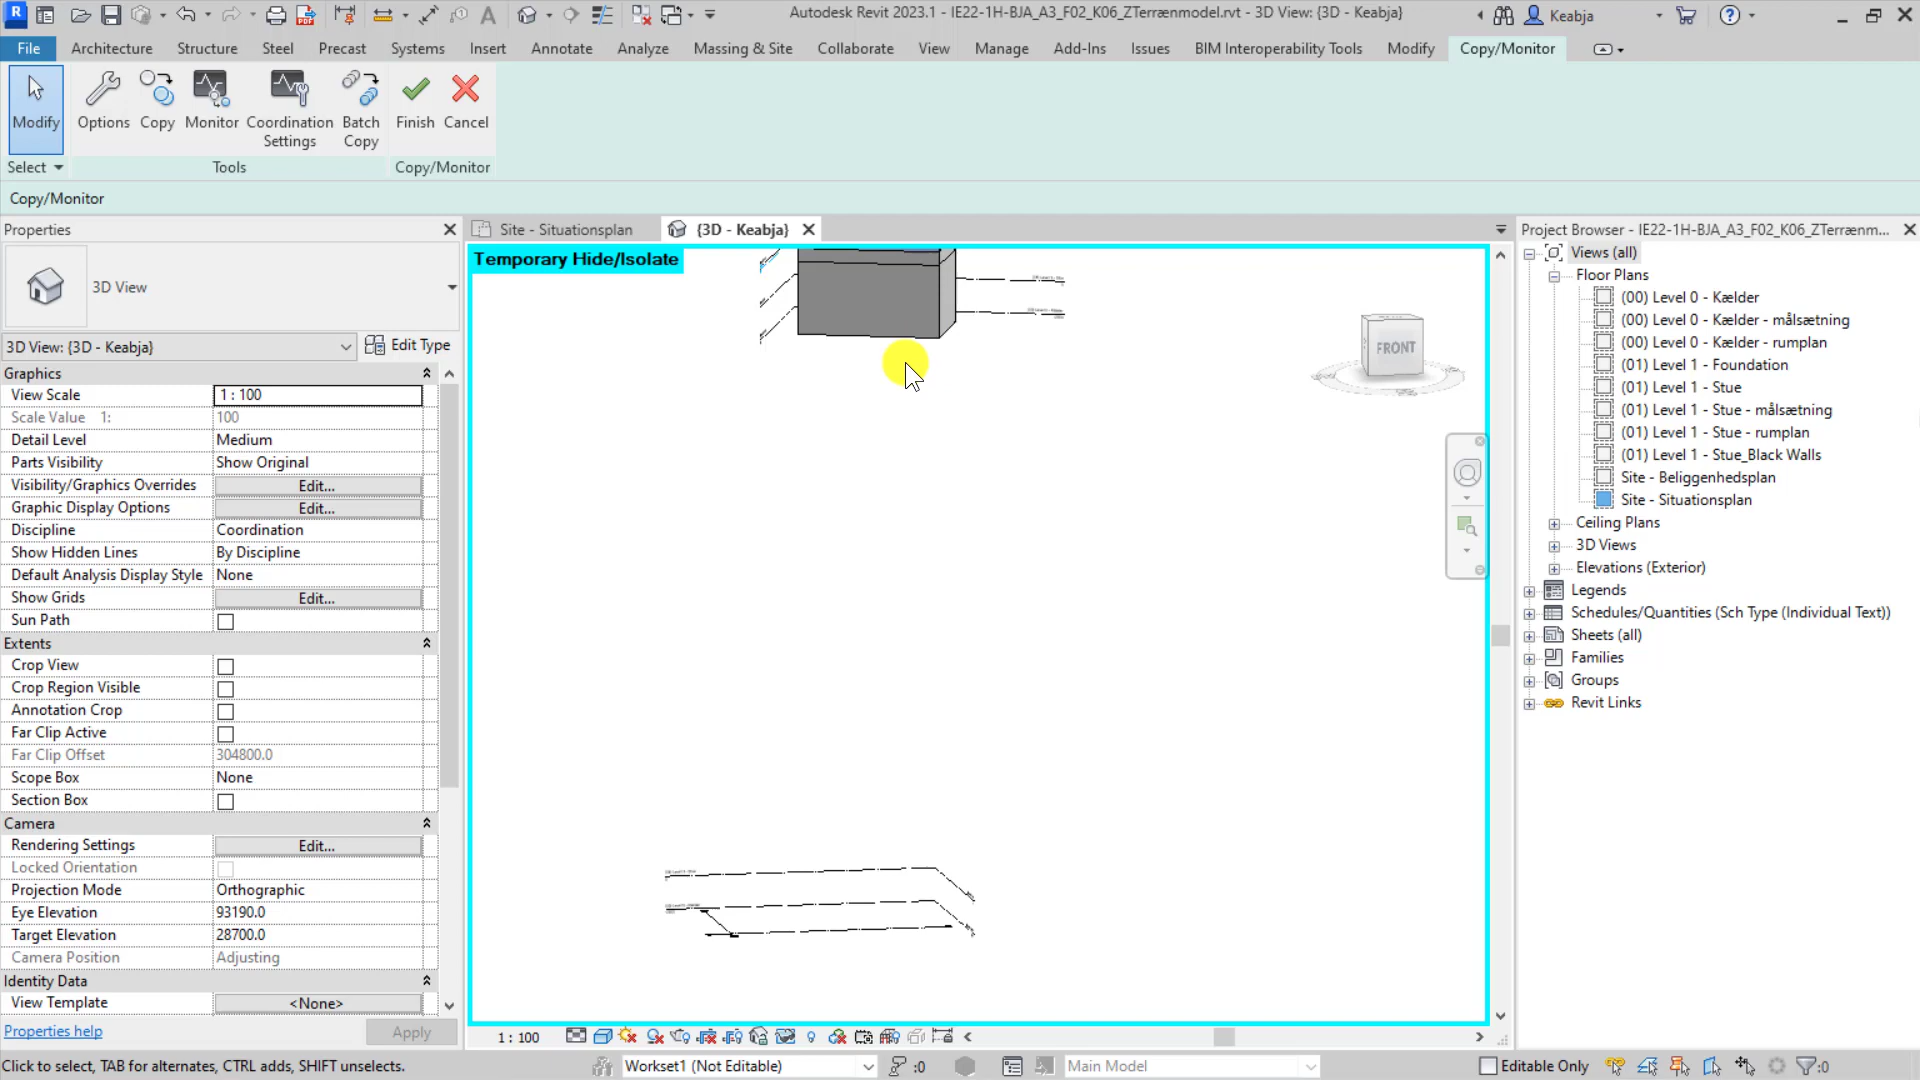 Autodesk Revit 2023.1 - IE22-1H-BJA_A3_F02_K06_ZTerrænmodel.rvt - 3D View: {3D - Keabja}
Keabja
File Architecture Structure Steel Precast Systems Insert Annotate Analyze Massing & Site Collaborate View Manage Add-Ins Issues BIM Interoperability Tools Modify Copy/Monitor
Modify
Options
Copy
Monitor
Coordination
Settings
Batch
Copy
Finish
Cancel
Select
Tools
Copy/Monitor
Copy/Monitor
Properties
3D View
3D View: {3D - Keabja}
Edit Type
Graphics
View Scale 1 : 100
Scale Value 1: 100
Detail Level Medium
Parts Visibility Show Original
Visibility/Graphics Overrides Edit...
Graphic Display Options Edit...
Discipline Coordination
Show Hidden Lines By Discipline
Default Analysis Display Style None
Show Grids Edit...
Sun Path
Extents
Crop View
Crop Region Visible
Annotation Crop
Far Clip Active
Far Clip Offset 304800.0
Scope Box None
Section Box
Camera
Rendering Settings Edit...
Locked Orientation
Projection Mode Orthographic
Eye Elevation 93190.0
Target Elevation 28700.0
Camera Position Adjusting
Identity Data
View Template <None>
Properties help
Apply
Site - Situationsplan
{3D - Keabja}
Temporary Hide/Isolate
FRONT
1 : 100
Project Browser - IE22-1H-BJA_A3_F02_K06_ZTerrænm...
Views (all)
Floor Plans
(00) Level 0 - Kælder
(00) Level 0 - Kælder - målsætning
(00) Level 0 - Kælder - rumplan
(01) Level 1 - Foundation
(01) Level 1 - Stue
(01) Level 1 - Stue - målsætning
(01) Level 1 - Stue - rumplan
(01) Level 1 - Stue_Black Walls
Site - Beliggenhedsplan
Site - Situationsplan
Ceiling Plans
3D Views
Elevations (Exterior)
Legends
Schedules/Quantities (Sch Type (Individual Text))
Sheets (all)
Families
Groups
Revit Links
Click to select, TAB for alternates, CTRL adds, SHIFT unselects.
Workset1 (Not Editable)
:0
Main Model
Editable Only
:0